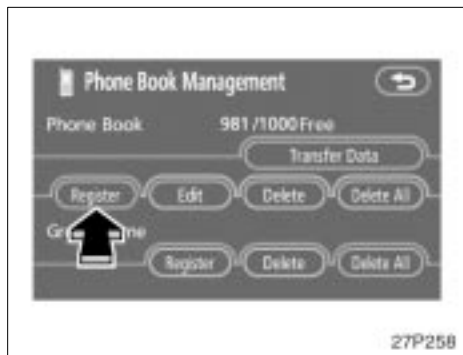 Phone Book Management
Phone Book 981/1000 Free
Transfer Data
Register Edit Delete Delete All
Register Delete Delete All
27P258